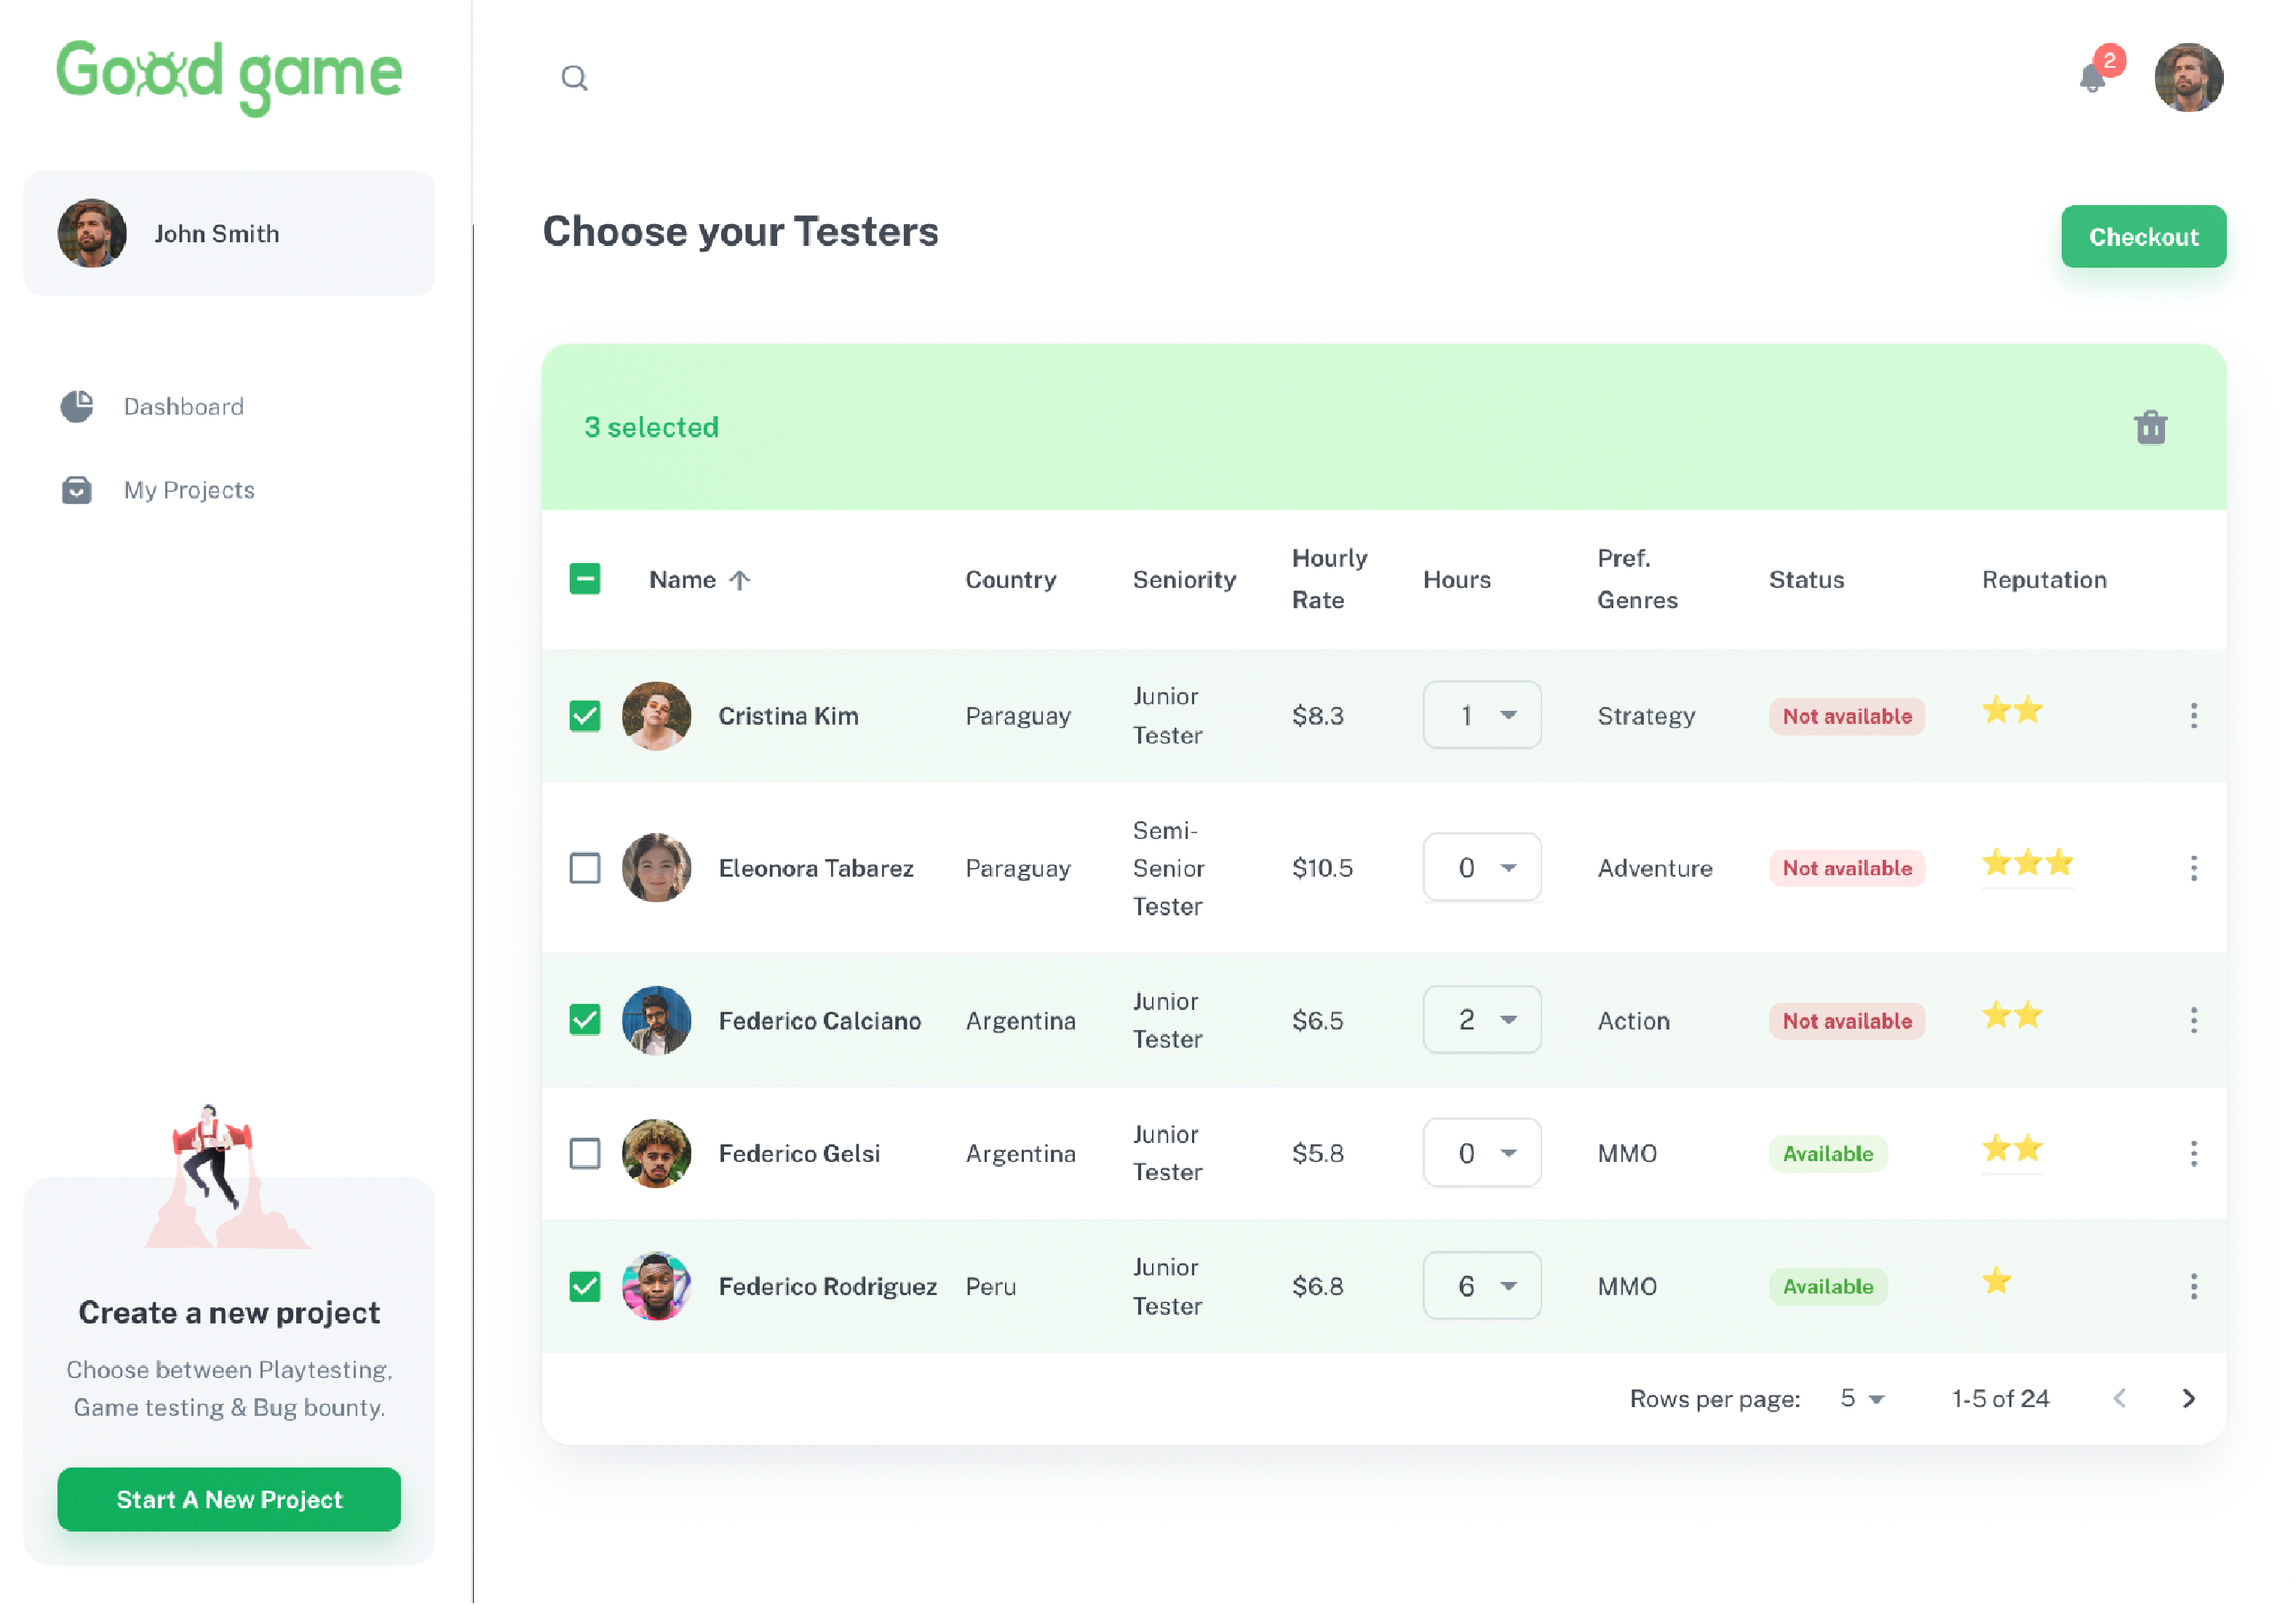 Good game
2
John Smith
Choose your Testers
Checkout
Dashboard
My Projects
3 selected
Name
Country
Seniority
Hourly
Rate
Hours
Pref.
Genres
Status
Reputation
Cristina Kim
Paraguay
Junior
Tester
$8.3
1
Strategy
Not available
Eleonora Tabarez
Paraguay
Semi-
Senior
Tester
$10.5
0
Adventure
Not available
Federico Calciano
Argentina
Junior
Tester
$6.5
2
Action
Not available
Federico Gelsi
Argentina
Junior
Tester
$5.8
0
MMO
Available
Federico Rodriguez
Peru
Junior
Tester
$6.8
6
MMO
Available
Rows per page:
5
1-5 of 24
Create a new project
Choose between Playtesting,
Game testing & Bug bounty.
Start A New Project